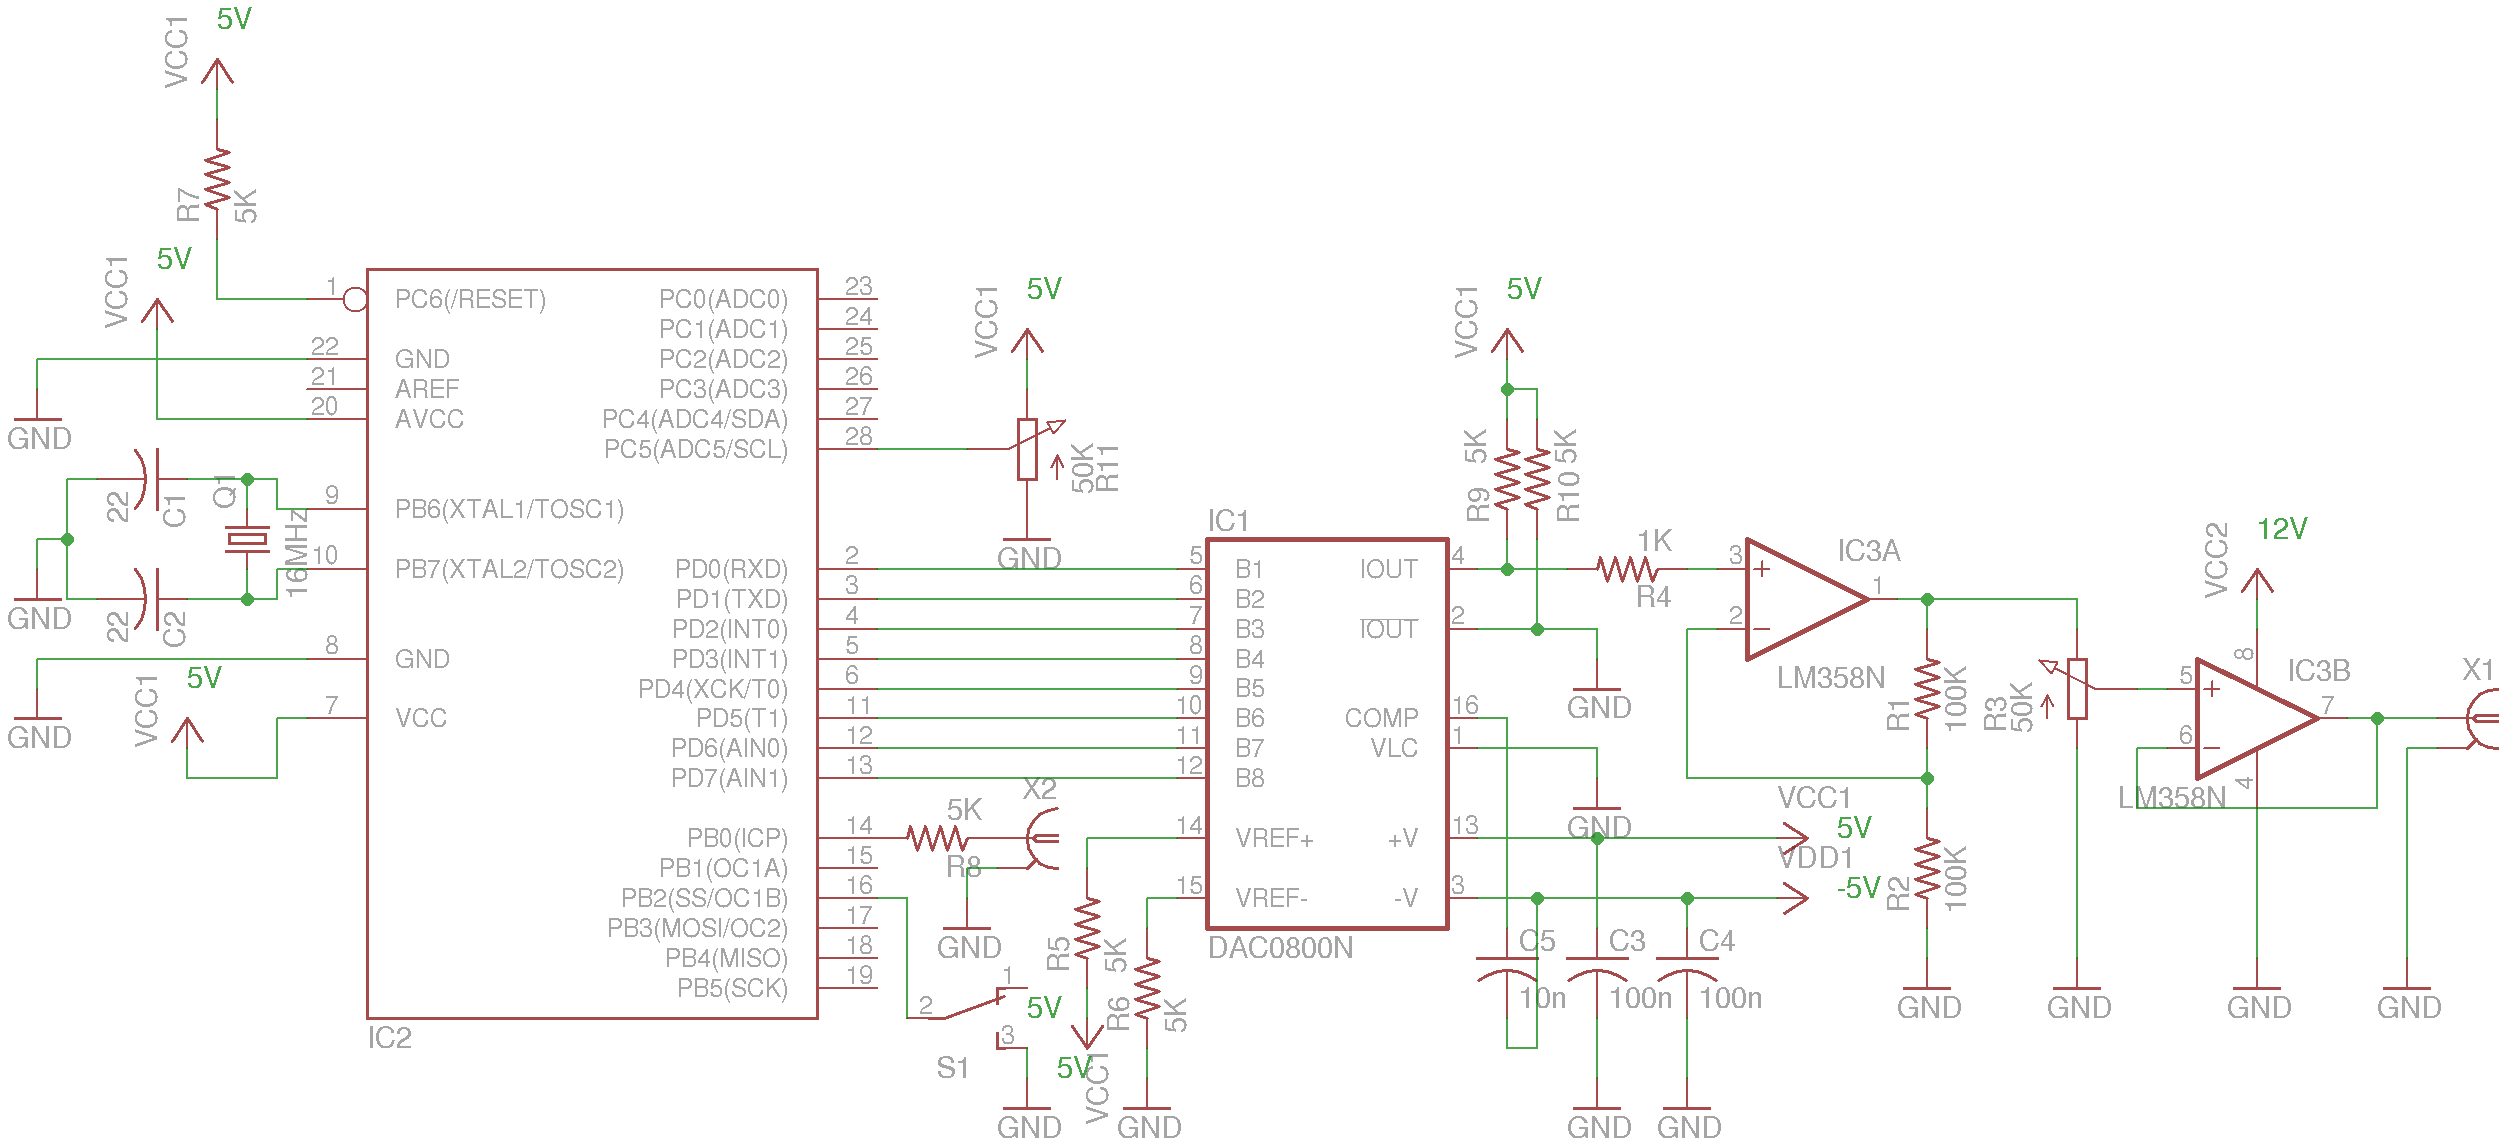 5V
VCC1
R7
5K
5V
VCC1
1
PC6(/RESET)
22
GND
21
AREF
20
AVCC
GND
22
C1
Q1
16MHz
9
PB6(XTAL1/TOSC1)
10
PB7(XTAL2/TOSC2)
GND
22
C2
8
GND
5V
VCC1
7
VCC
GND
IC2
PC0(ADC0)
23
PC1(ADC1)
24
PC2(ADC2)
25
PC3(ADC3)
26
PC4(ADC4/SDA)
27
PC5(ADC5/SCL)
28
PD0(RXD)
2
PD1(TXD)
3
PD2(INT0)
4
PD3(INT1)
5
PD4(XCK/T0)
6
PD5(T1)
11
PD6(AIN0)
12
PD7(AIN1)
13
PB0(ICP)
14
PB1(OC1A)
15
PB2(SS/OC1B)
16
PB3(MOSI/OC2)
17
PB4(MISO)
18
PB5(SCK)
19
5V
VCC1
50K
R11
GND
5K
R8
X2
GND
2
1
5V
3
S1
GND
R5
5K
5V
VCC1
R6
5K
GND
IC1
5
B1
6
B2
7
B3
8
B4
9
B5
10
B6
11
B7
12
B8
14
VREF+
15
VREF-
IOUT
4
IOUT
2
COMP
16
VLC
1
+V
13
-V
3
DAC0800N
5V
VCC1
R9
5K
R10
5K
1K
R4
GND
GND
VCC1
5V
VDD1
-5V
C5
10n
C3
100n
C4
100n
GND
GND
3
2
1
IC3A
LM358N
R1
100K
R2
100K
GND
R3
50K
GND
12V
VCC2
5
6
8
4
7
IC3B
LM358N
GND
X1
GND